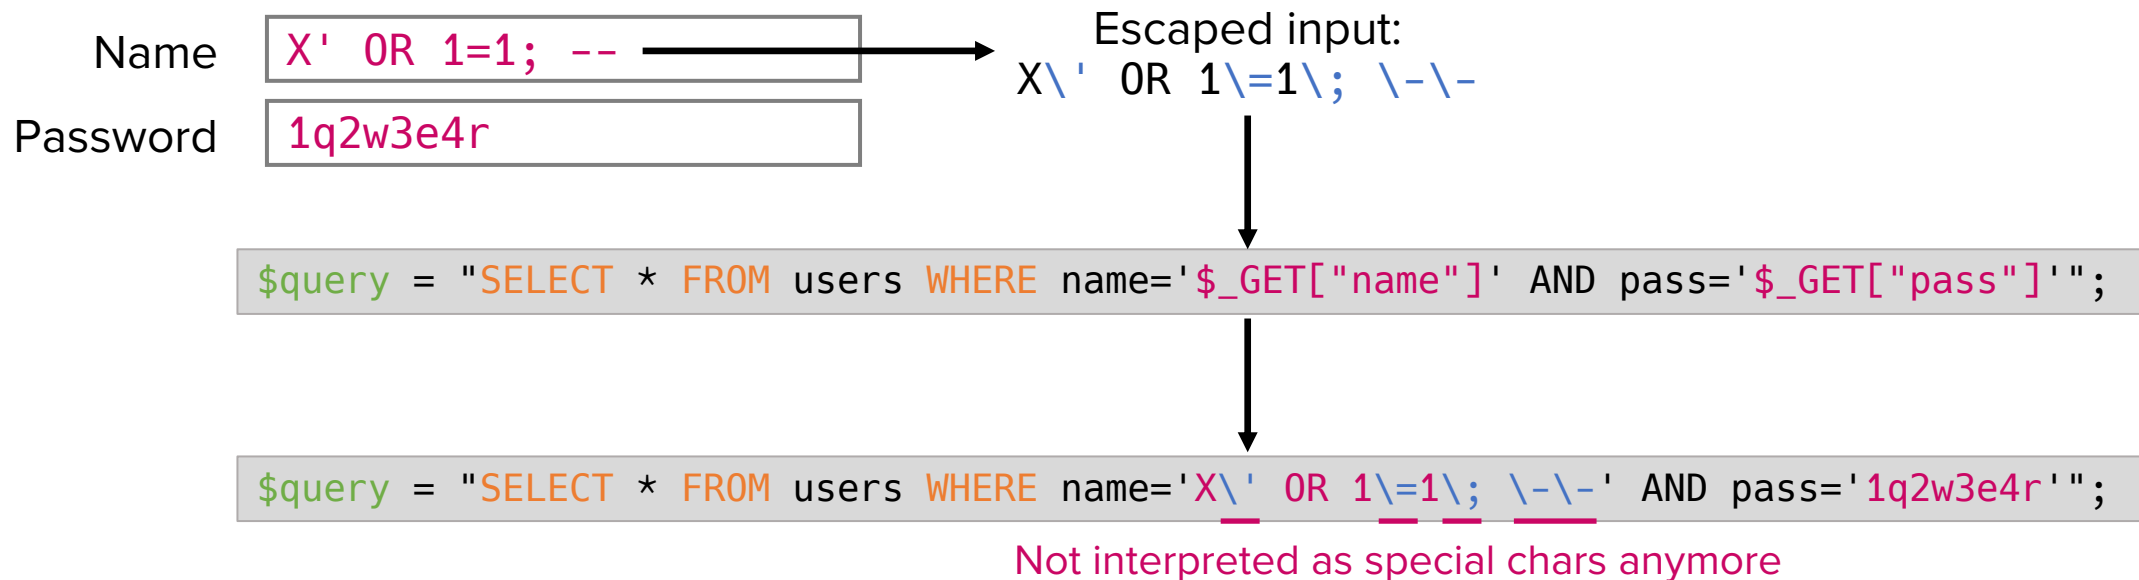 Name X' OR 1=1; --
Escaped input:
X\' OR 1\=1\; \-\-
Password 1q2w3e4r
$query = "SELECT * FROM users WHERE name='$_GET["name"]' AND pass='$_GET["pass"]'";
$query = "SELECT * FROM users WHERE name='X\' OR 1\=1\; \-\-' AND pass='1q2w3e4r'";
Not interpreted as special chars anymore